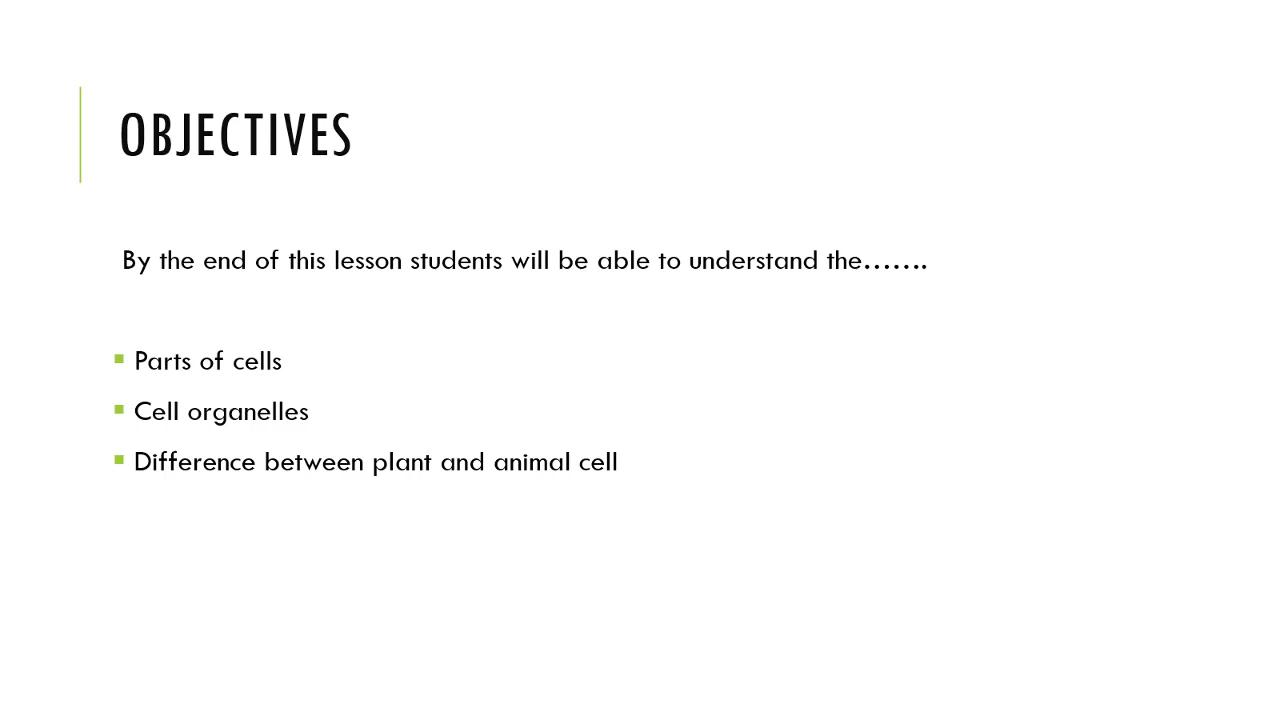 OBJECTIVES
By the end of this lesson students will be able to understand the…….
Parts of cells
Cell organelles
Difference between plant and animal cell